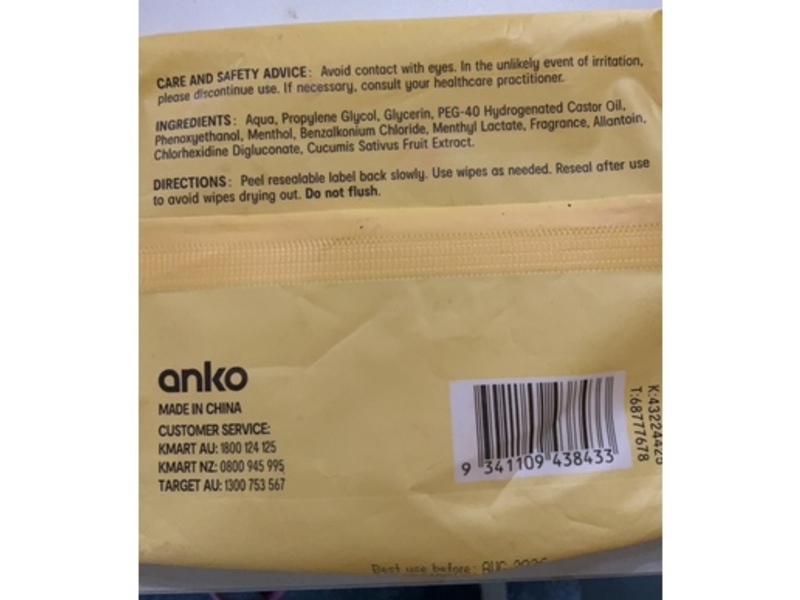 CARE AND SAFETY ADVICE: Avoid contact with eyes. In the unlikely event of irritation,
please discontinue use. If necessary, consult your healthcare practitioner.
INGREDIENTS: Aqua, Propylene Glycol, Glycerin, PEG-40 Hydrogenated Castor Oil,
Phenoxyethanol, Menthol, Benzalkonium Chloride, Menthyl Lactate, Fragrance, Allantoin,
Chlorhexidine Digluconate, Cucumis Sativus Fruit Extract.
DIRECTIONS: Peel resealable label back slowly. Use wipes as needed. Reseal after use
to avoid wipes drying out. Do not flush.
anko
MADE IN CHINA
CUSTOMER SERVICE:
KMART AU: 1800 124 125
KMART NZ: 0800 945 995
TARGET AU: 1300 753 567
9 341109 438433
T:68777678
Best use before: AUG